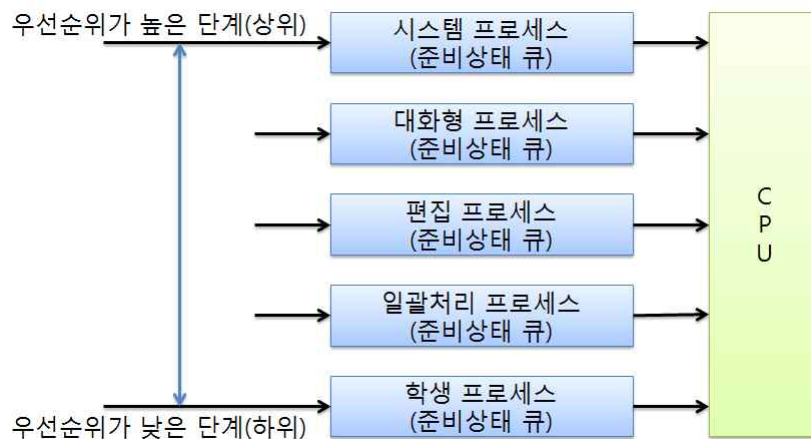 우선순위가 높은 단계(상위)
시스템 프로세스
(준비상태 큐)
대화형 프로세스
(준비상태 큐)
편집 프로세스
(준비상태 큐)
일괄처리 프로세스
(준비상태 큐)
학생 프로세스
(준비상태 큐)
우선순위가 낮은 단계(하위)
C
P
U